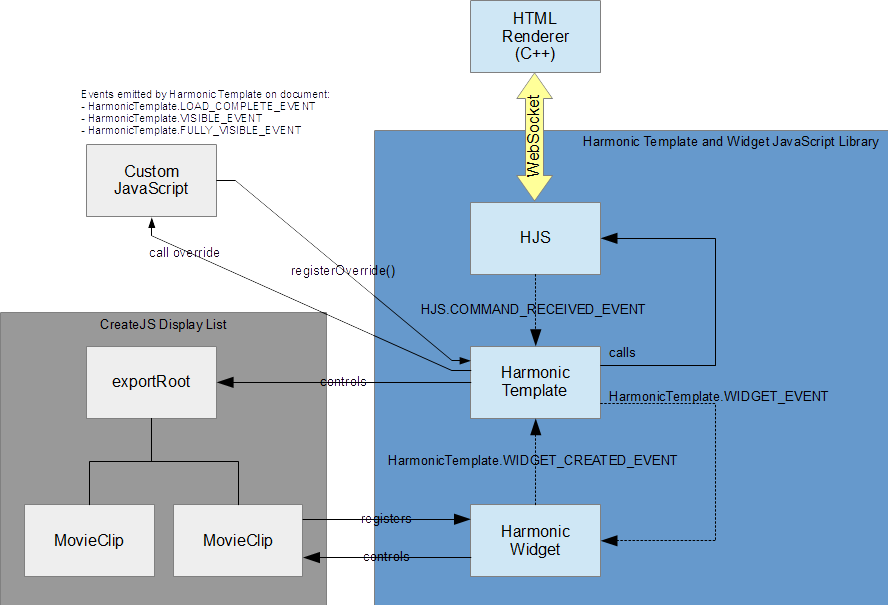 HTML
Renderer
(C++)
WebSocket
Events emitted by Harmonic Template on document:
- HarmonicTemplate.LOAD_COMPLETE_EVENT
- HarmonicTemplate.VISIBLE_EVENT
- HarmonicTemplate.FULLY_VISIBLE_EVENT
Harmonic Template and Widget JavaScript Library
Custom
JavaScript
HJS
call override
registerOverride()
HJS.COMMAND_RECEIVED_EVENT
CreateJS Display List
calls
exportRoot
controls
Harmonic
Template
HarmonicTemplate.WIDGET_EVENT
HarmonicTemplate.WIDGET_CREATED_EVENT
MovieClip
MovieClip
registers
controls
Harmonic
Widget